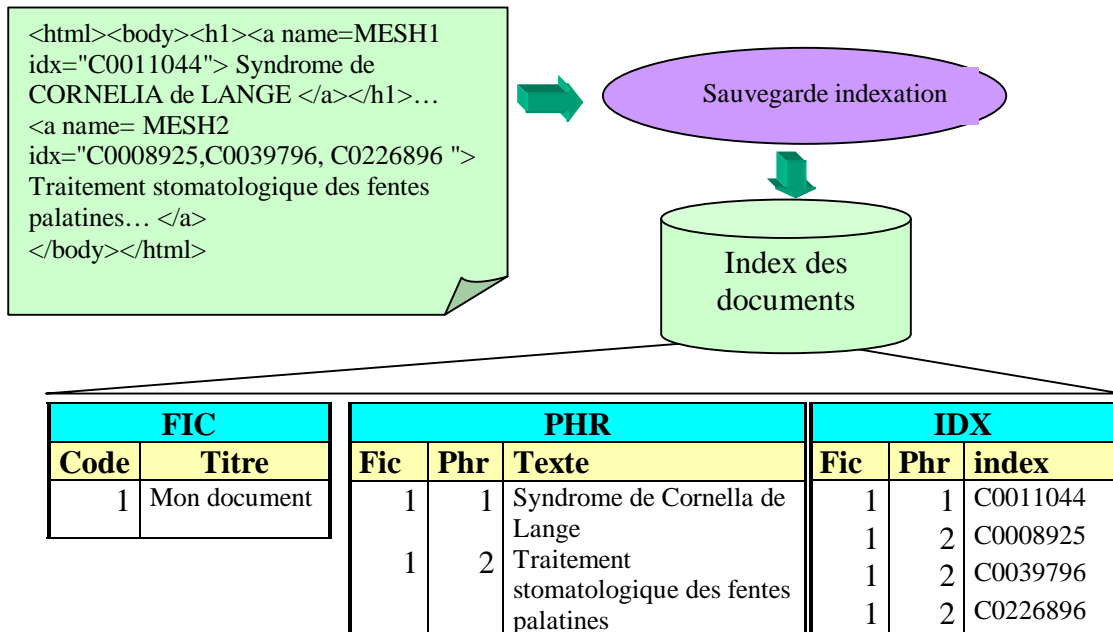 <html><body><h1><a name=MESH1
idx="C0011044"> Syndrome de
CORNELIA de LANGE </a></h1>…
<a name= MESH2
idx="C0008925,C0039796, C0226896 ">
Traitement stomatologique des fentes
palatines… </a>
</body></html>
Sauvegarde indexation
Index des
documents
FIC
Code Titre
1 Mon document
PHR
Fic Phr Texte
1 1 Syndrome de Cornella de
Lange
1 2 Traitement
stomatologique des fentes
palatines
IDX
Fic Phr index
1 1 C0011044
1 2 C0008925
1 2 C0039796
1 2 C0226896